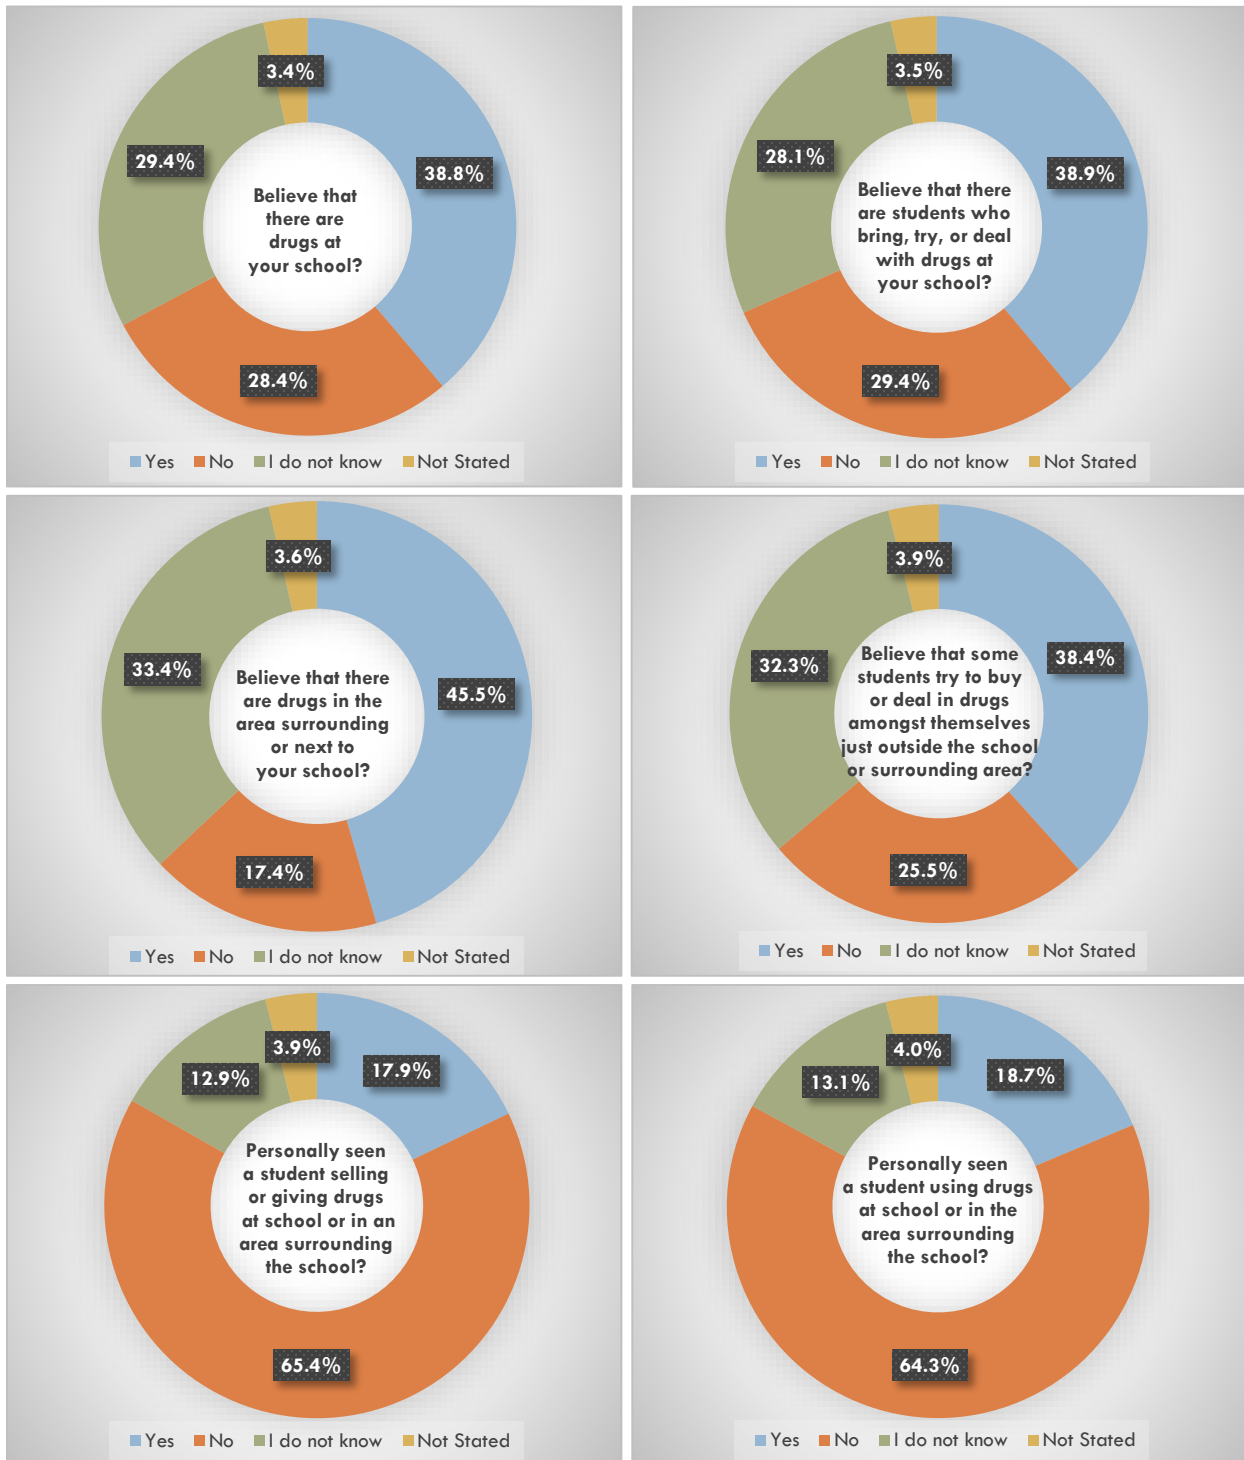 3.4%
29.4%
38.8%
Believe that
there are
drugs at
your school?
28.4%
Yes No I do not know Not Stated
3.5%
28.1%
38.9%
Believe that there
are students who
bring, try, or deal
with drugs at
your school?
29.4%
Yes No I do not know Not Stated
3.6%
33.4%
45.5%
Believe that there
are drugs in the
area surrounding
or next to
your school?
17.4%
Yes No I do not know Not Stated
3.9%
32.3%
38.4%
Believe that some
students try to buy
or deal in drugs
amongst themselves
just outside the school
or surrounding area?
25.5%
Yes No I do not know Not Stated
3.9%
12.9%
17.9%
Personally seen
a student selling
or giving drugs
at school or in an
area surrounding
the school?
65.4%
Yes No I do not know Not Stated
4.0%
13.1%
18.7%
Personally seen
a student using drugs
at school or in the
area surrounding
the school?
64.3%
Yes No I do not know Not Stated